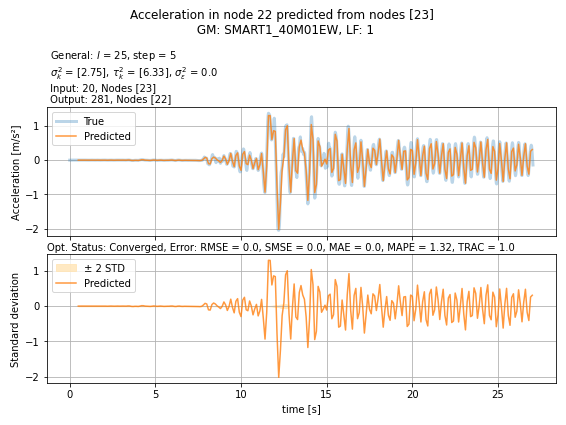 Acceleration in node 22 predicted from nodes [23]
GM: SMART1_40M01EW, LF: 1
General: l = 25, step = 5
σ²ₖ = [2.75], τ²ₖ = [6.33], σ²ε = 0.0
Input: 20, Nodes [23]
Output: 281, Nodes [22]
Acceleration [m/s²]
1
0
−1
−2
True
Predicted
Opt. Status: Converged, Error: RMSE = 0.0, SMSE = 0.0, MAE = 0.0, MAPE = 1.32, TRAC = 1.0
Standard deviation
1
0
−1
−2
± 2 STD
Predicted
0 5 10 15 20 25
time [s]